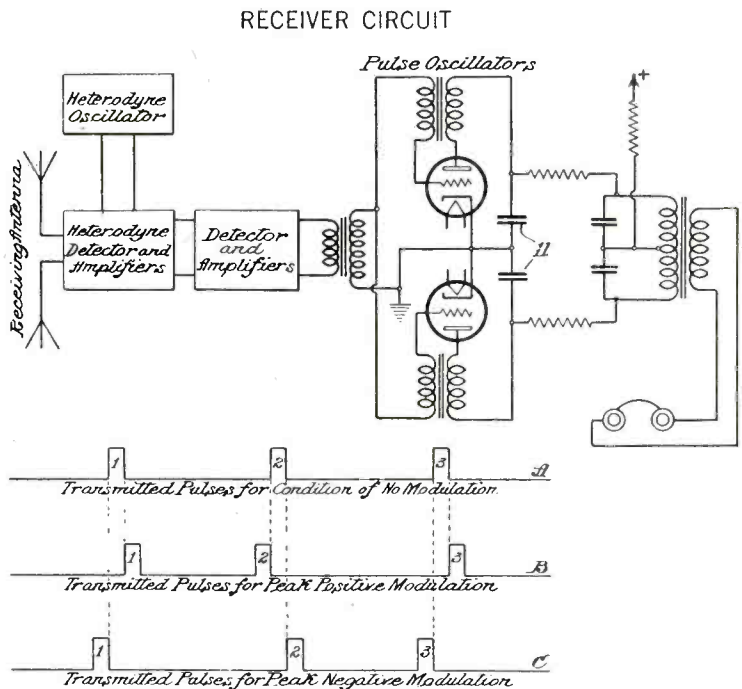 RECEIVER CIRCUIT
Pulse Oscillators
Heterodyne
Oscillator
+
Receiving Antenna
Heterodyne
Detector and
Amplifiers
Detector
and
Amplifiers
11
1 2 3 A
Transmitted Pulses for Condition of No Modulation.
1 2 3 B
Transmitted Pulses for Peak Positive Modulation
1 2 3 C
Transmitted Pulses for Peak Negative Modulation